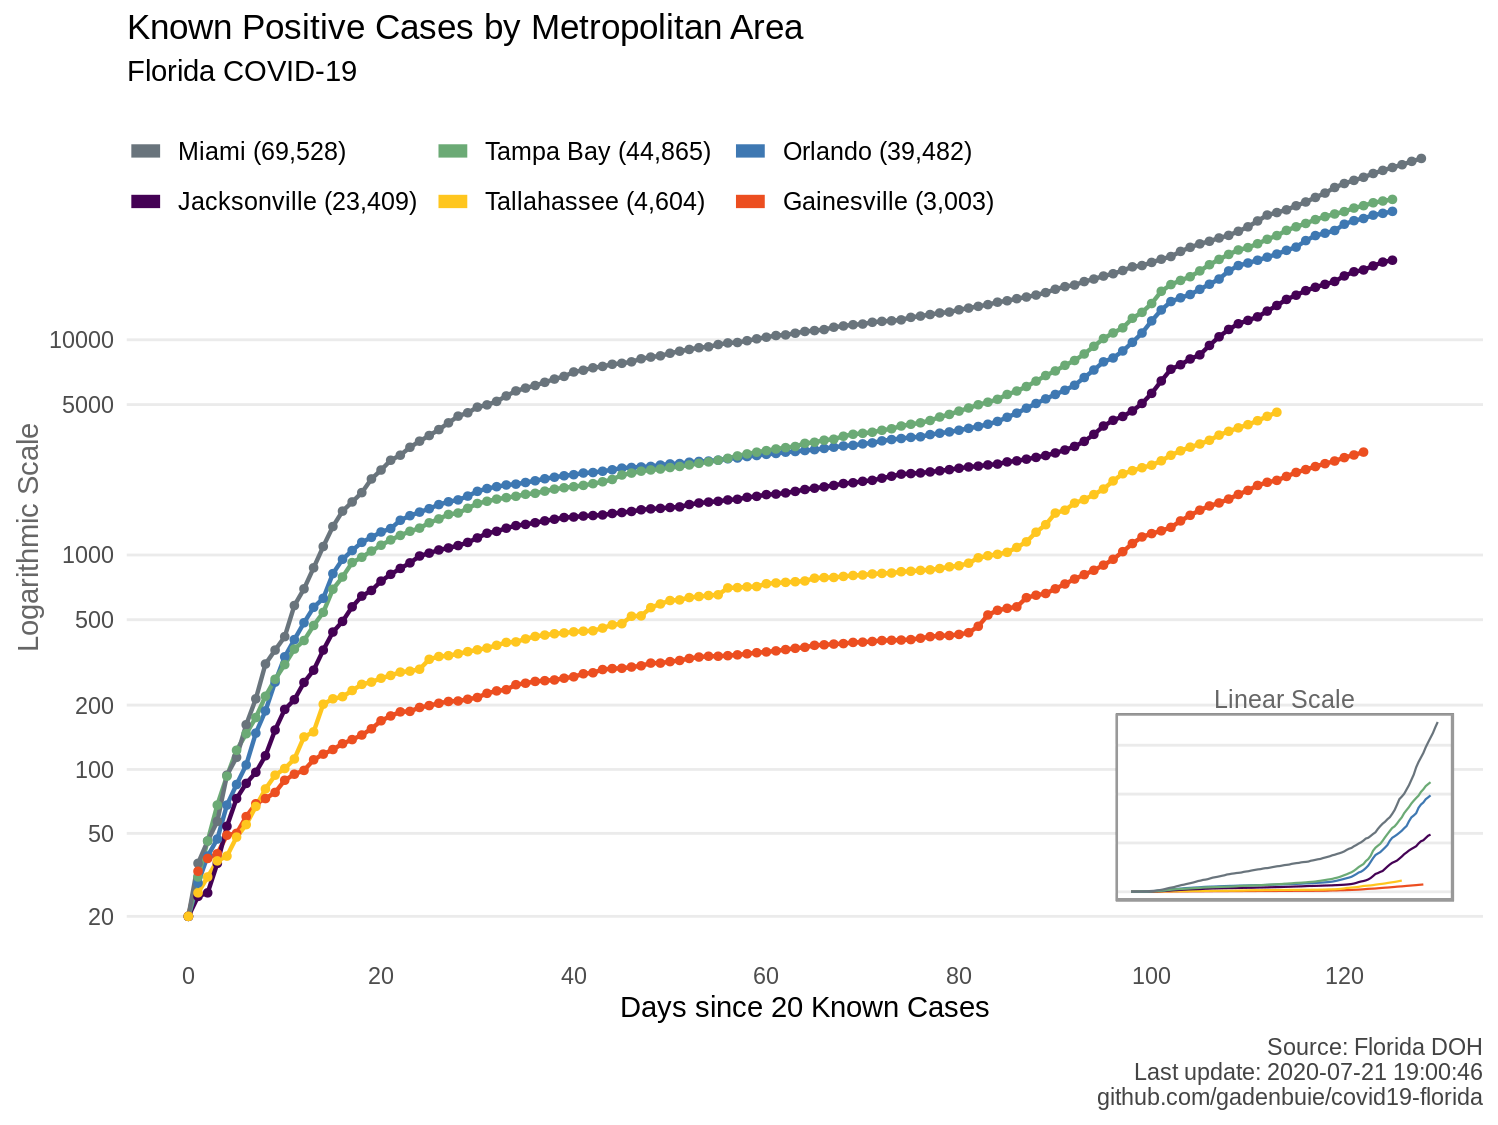 Known Positive Cases by Metropolitan Area
Florida COVID-19
Miami (69,528) Tampa Bay (44,865) Orlando (39,482)
Jacksonville (23,409) Tallahassee (4,604) Gainesville (3,003)
Logarithmic Scale
10000
5000
1000
500
200
100
50
20
Linear Scale
0 20 40 60 80 100 120
Days since 20 Known Cases
Source: Florida DOH
Last update: 2020-07-21 19:00:46
github.com/gadenbuie/covid19-florida